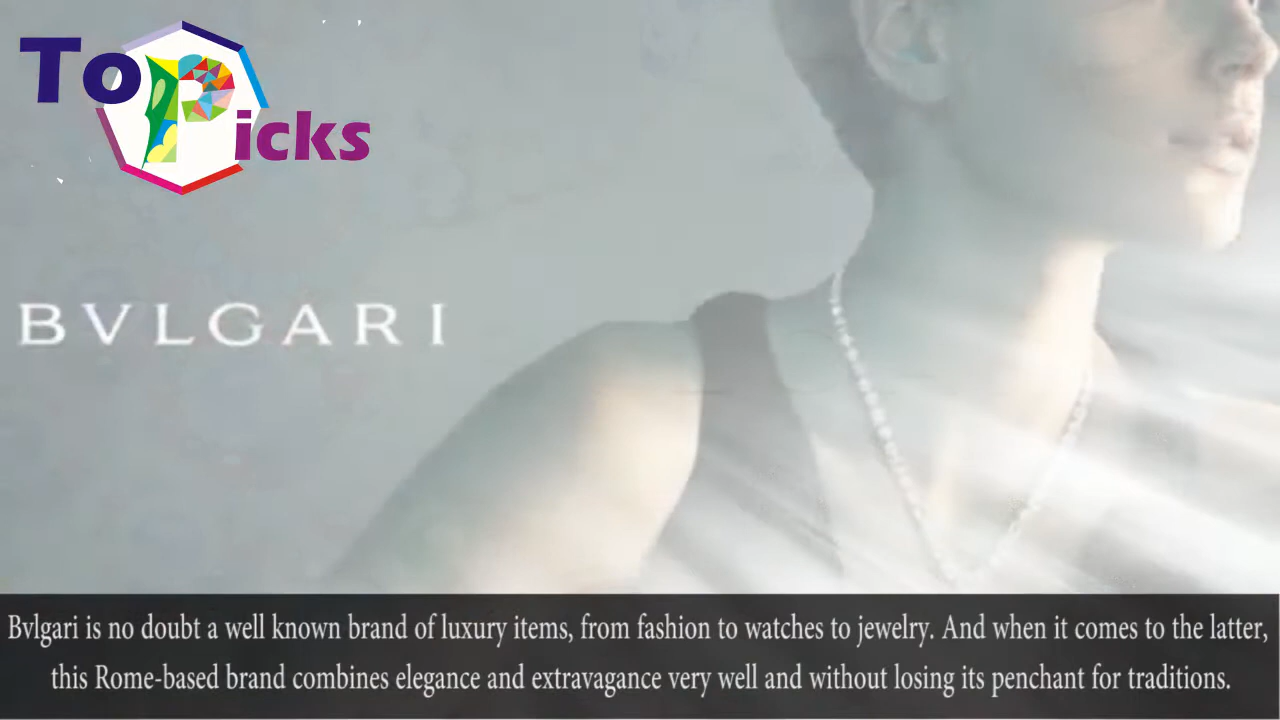 ToPicks
BVLGARI
Bvlgari is no doubt a well known brand of luxury items, from fashion to watches to jewelry. And when it comes to the latter,
this Rome-based brand combines elegance and extravagance very well and without losing its penchant for traditions.